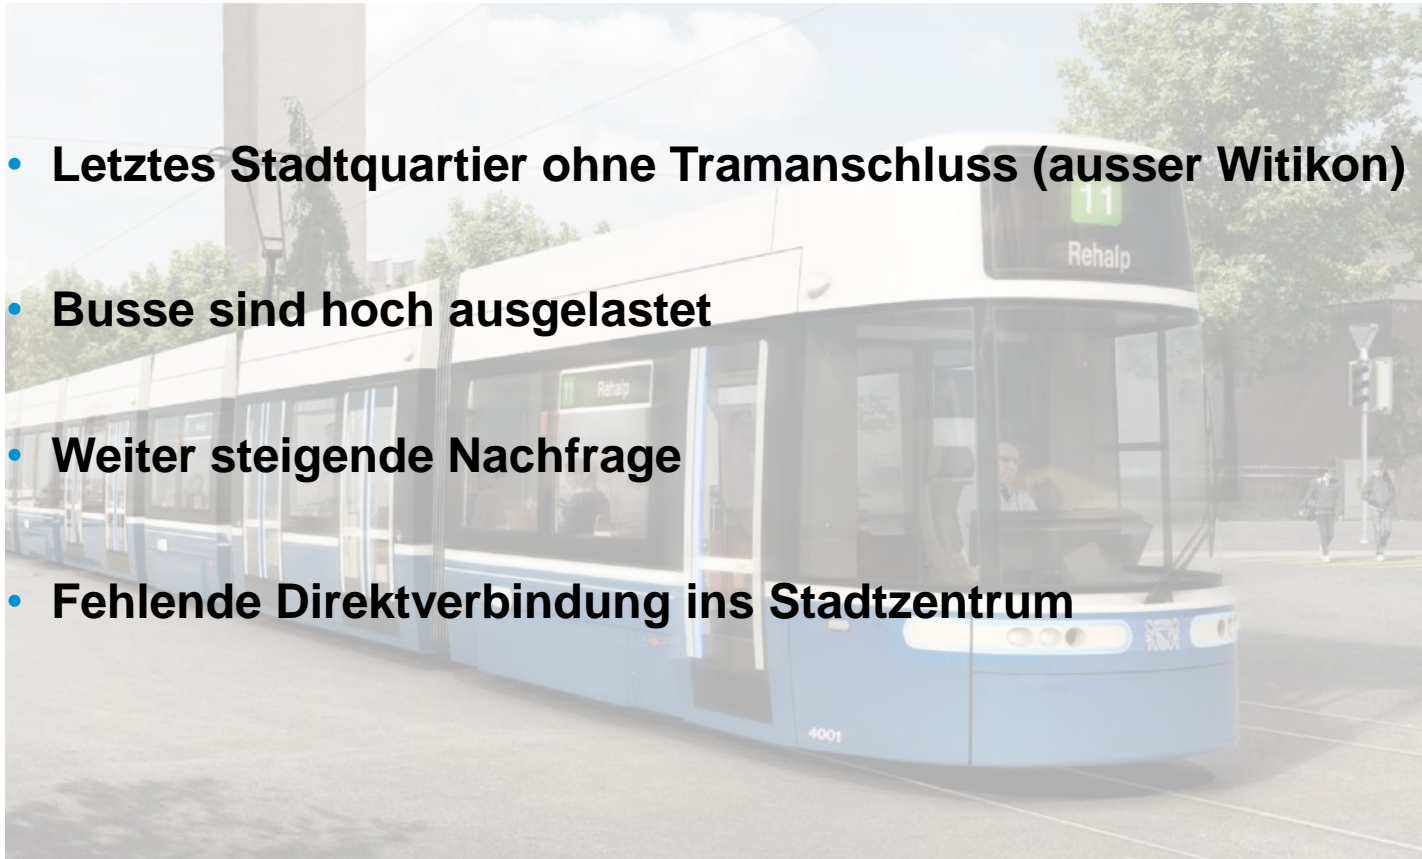 • Letztes Stadtquartier ohne Tramanschluss (ausser Witikon)
11
Rehalp
• Busse sind hoch ausgelastet
11 Rehalp
• Weiter steigende Nachfrage
• Fehlende Direktverbindung ins Stadtzentrum
4001